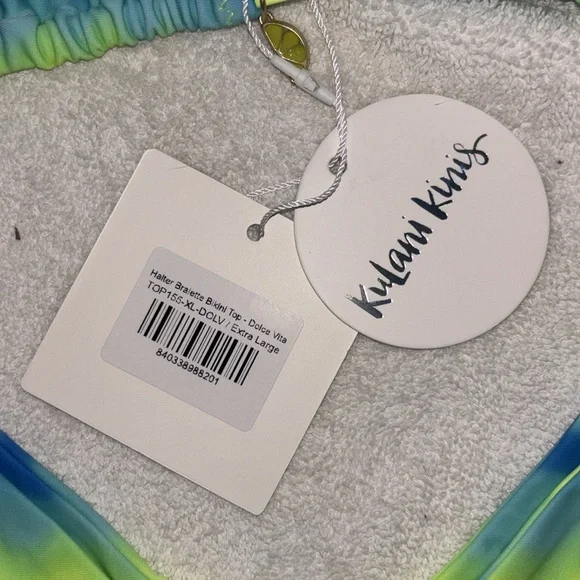 Kulani Kinis
Halter Bralette Bikini Top - Dolce Vita
TOP155-XL-DOLV / Extra Large
840338988201